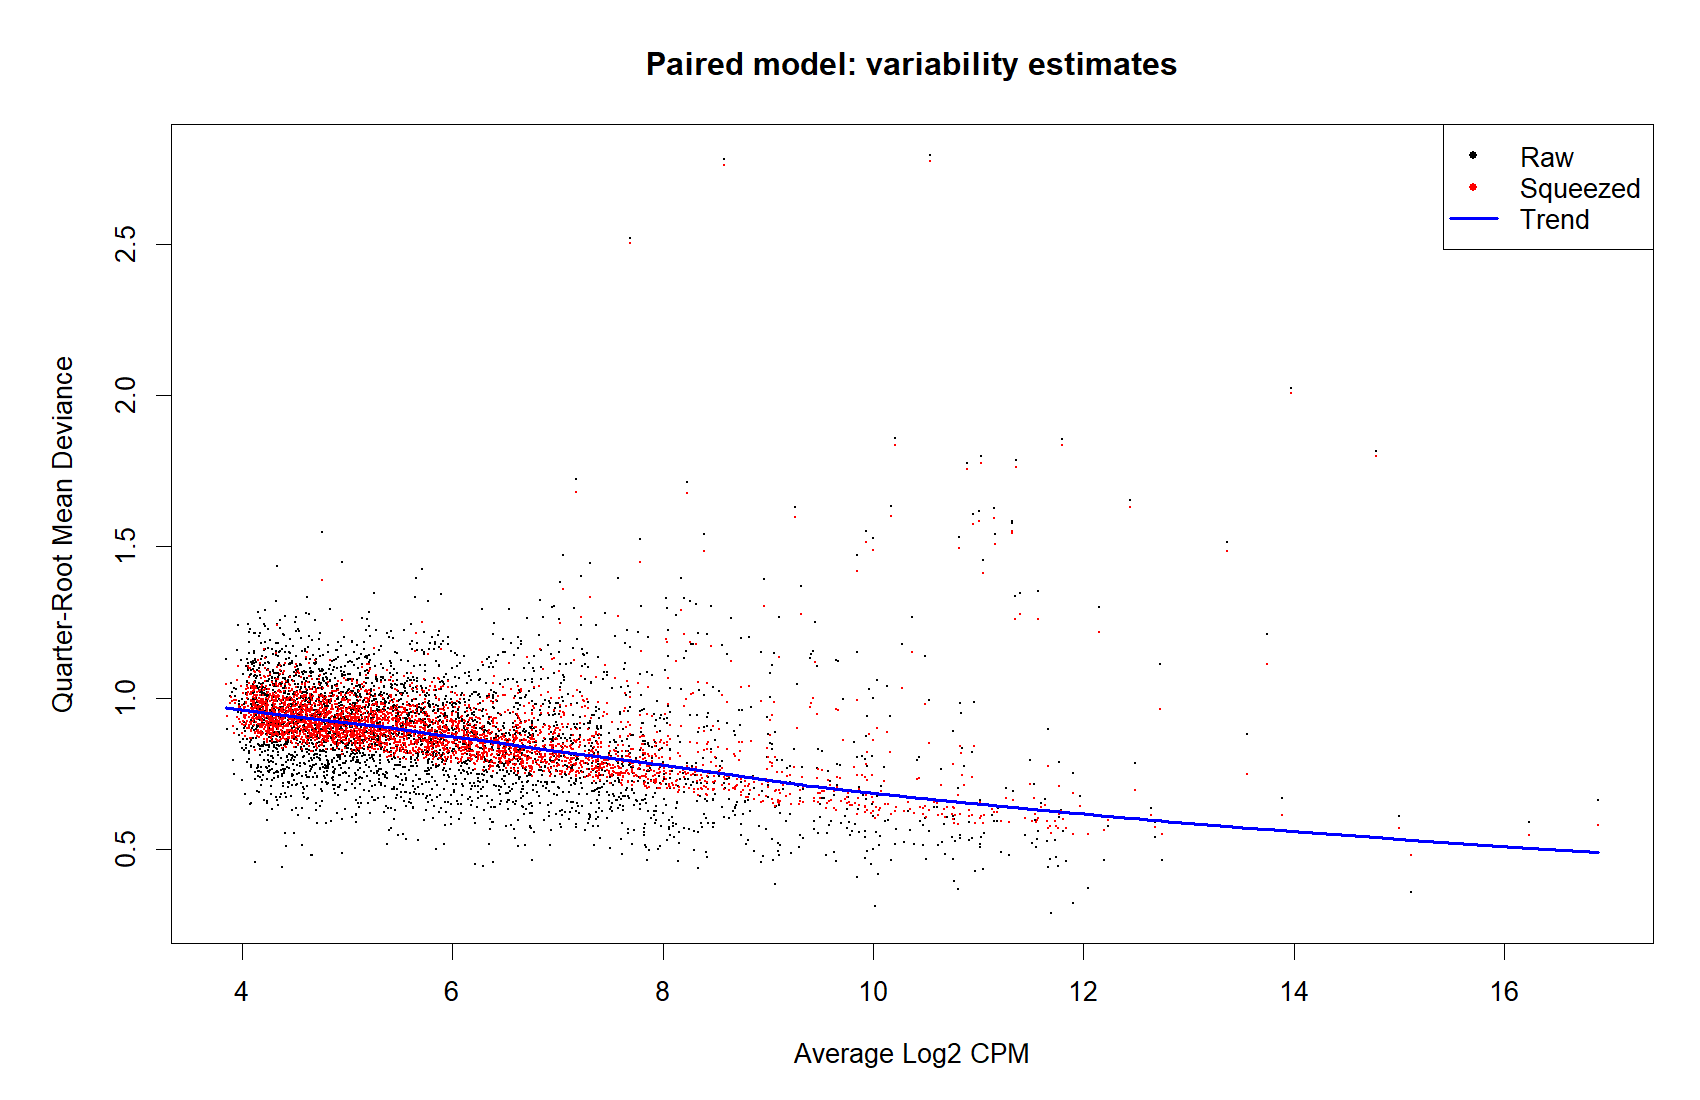 Paired model: variability estimates
Raw
Squeezed
Trend
Quarter-Root Mean Deviance
2.5
2.0
1.5
1.0
0.5
4 6 8 10 12 14 16
Average Log2 CPM